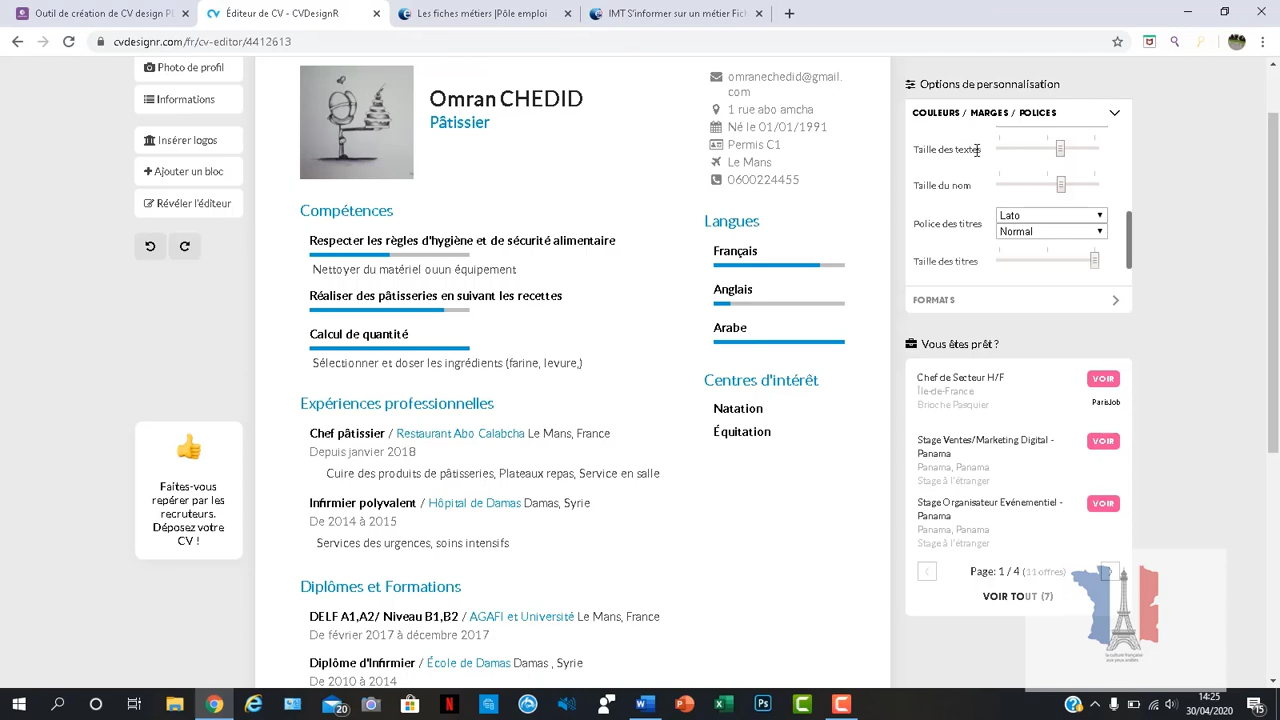 Outil de création de design PL
Éditeur de CV - CVDesignR
Les fiches métiers |Pôle emploi
IMT S'informer sur un métier Fich
cvdesignr.com/fr/cv-editor/4412613
Photo de profil
Informations
Insérer logos
Ajouter un bloc
Révéler l'éditeur
Faites-vous
repérer par les
recruteurs.
Déposez votre
CV !
Omran CHEDID
Pâtissier
omranechedid@gmail.
com
1 rue abo amcha
Né le 01/01/1991
Permis C1
Le Mans
0600224455
Compétences
Respecter les règles d'hygiène et de sécurité alimentaire
Nettoyer du matériel ouun équipement
Réaliser des pâtisseries en suivant les recettes
Calcul de quantité
Sélectionner et doser les ingrédients (farine, levure,)
Expériences professionnelles
Chef pâtissier / Restaurant Abo Calabcha Le Mans, France
Depuis janvier 2018
Cuire des produits de pâtisseries, Plateaux repas, Service en salle
Infirmier polyvalent / Hôpital de Damas Damas, Syrie
De 2014 à 2015
Services des urgences, soins intensifs
Diplômes et Formations
DELF A1,A2/ Niveau B1,B2 / AGAFI et Université Le Mans, France
De février 2017 à décembre 2017
Diplôme d'Infirmier / École de Damas Damas , Syrie
De 2010 à 2014
Langues
Français
Anglais
Arabe
Centres d'intérêt
Natation
Équitation
Options de personnalisation
COULEURS / MARGES / POLICES
Taille des textes
Taille du nom
Police des titres
Lato
Normal
Taille des titres
FORMATS
Vous êtes prêt ?
Chef de Secteur H/F
VOIR
Île-de-France
Brioche Pasquier
ParisJob
Stage Ventes/Marketing Digital -
Panama
VOIR
Panama, Panama
Stage à l'étranger
Stage Organisateur Evénementiel -
Panama
VOIR
Panama, Panama
Stage à l'étranger
Page: 1 / 4 (11 offres)
VOIR TOUT (7)
la culture française
aux yeux arabes
20
14:25
30/04/2020
15